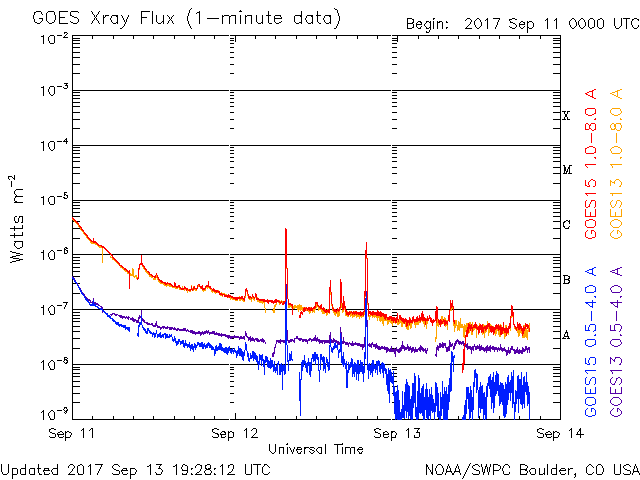 GOES Xray Flux (1-minute data)
Begin: 2017 Sep 11 0000 UTC
10⁻²
10⁻³
10⁻⁴
10⁻⁵
10⁻⁶
10⁻⁷
10⁻⁸
10⁻⁹
Watts m⁻²
X
M
C
B
A
GOES15 1.0-8.0 A
GOES13 1.0-8.0 A
GOES15 0.5-4.0 A
GOES13 0.5-4.0 A
Sep 11
Sep 12
Sep 13
Sep 14
Universal Time
Updated 2017 Sep 13 19:28:12 UTC
NOAA/SWPC Boulder, CO USA